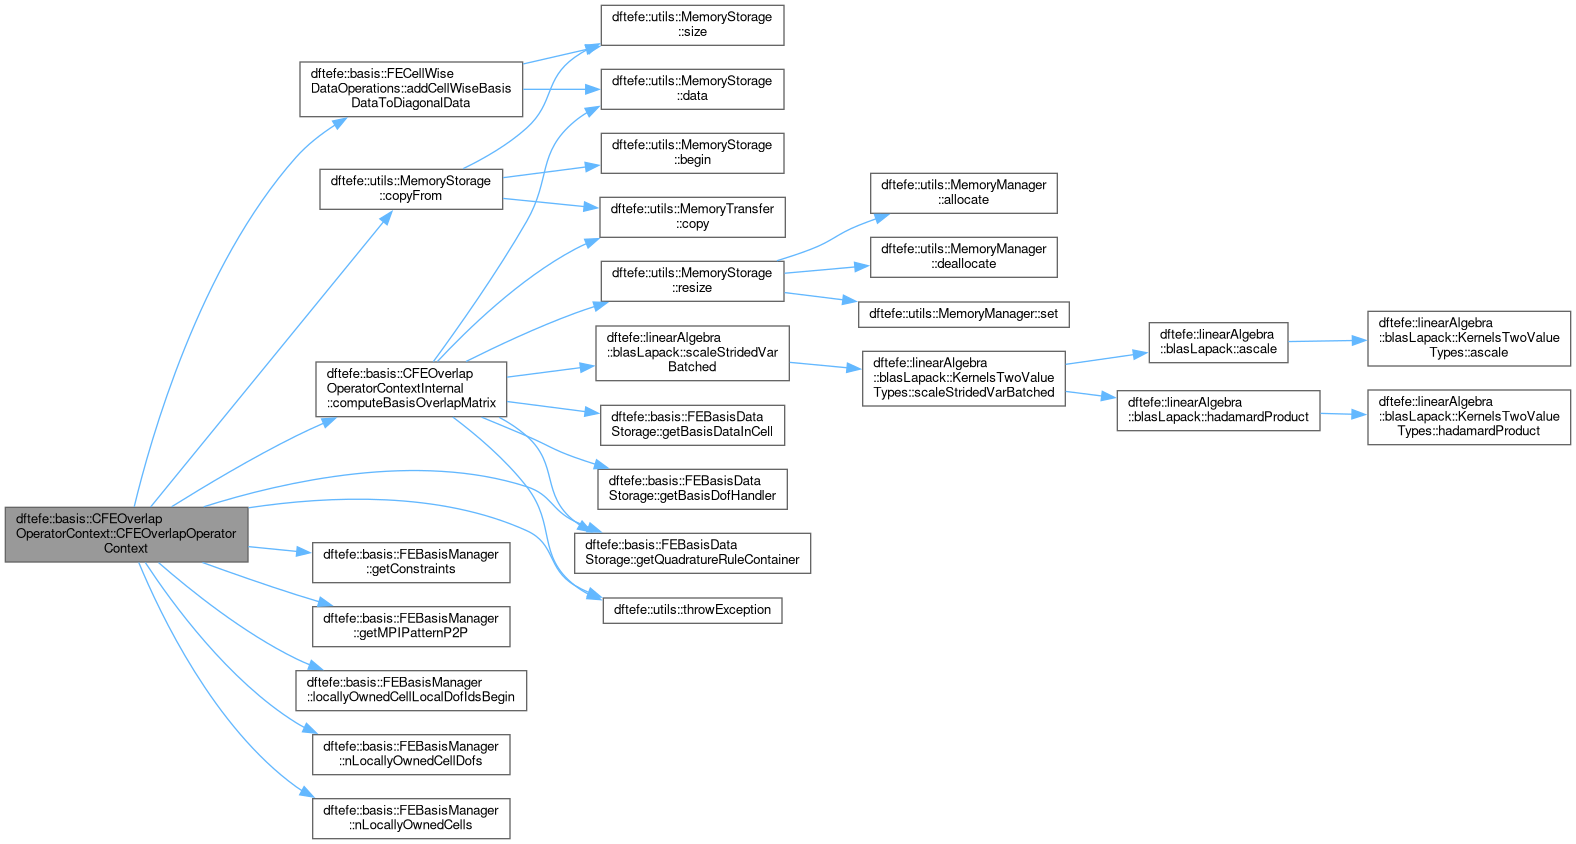 dftefe::basis::CFEOverlap
OperatorContext::CFEOverlapOperator
Context
dftefe::basis::FECellWise
DataOperations::addCellWiseBasis
DataToDiagonalData
dftefe::utils::MemoryStorage
::size
dftefe::utils::MemoryStorage
::data
dftefe::utils::MemoryStorage
::copyFrom
dftefe::utils::MemoryStorage
::begin
dftefe::utils::MemoryTransfer
::copy
dftefe::basis::CFEOverlap
OperatorContextInternal
::computeBasisOverlapMatrix
dftefe::utils::MemoryStorage
::resize
dftefe::utils::MemoryManager
::allocate
dftefe::utils::MemoryManager
::deallocate
dftefe::utils::MemoryManager::set
dftefe::linearAlgebra
::blasLapack::scaleStridedVar
Batched
dftefe::linearAlgebra
::blasLapack::KernelsTwoValue
Types::scaleStridedVarBatched
dftefe::linearAlgebra
::blasLapack::ascale
dftefe::linearAlgebra
::blasLapack::KernelsTwoValue
Types::ascale
dftefe::linearAlgebra
::blasLapack::hadamardProduct
dftefe::linearAlgebra
::blasLapack::KernelsTwoValue
Types::hadamardProduct
dftefe::basis::FEBasisData
Storage::getBasisDataInCell
dftefe::basis::FEBasisData
Storage::getBasisDofHandler
dftefe::basis::FEBasisData
Storage::getQuadratureRuleContainer
dftefe::utils::throwException
dftefe::basis::FEBasisManager
::getConstraints
dftefe::basis::FEBasisManager
::getMPIPatternP2P
dftefe::basis::FEBasisManager
::locallyOwnedCellLocalDofIdsBegin
dftefe::basis::FEBasisManager
::nLocallyOwnedCellDofs
dftefe::basis::FEBasisManager
::nLocallyOwnedCells